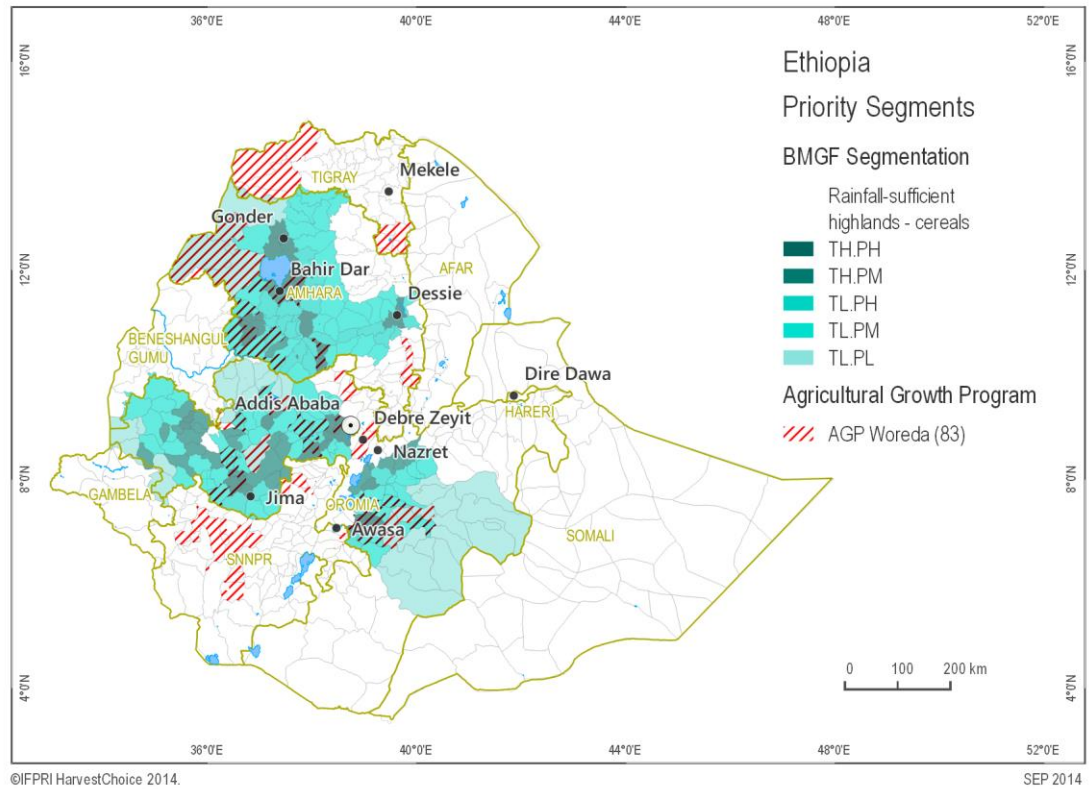 36°0'E 40°0'E 44°0'E 48°0'E 52°0'E
16°0'N
16°0'N
12°0'N
12°0'N
8°0'N
8°0'N
4°0'N
4°0'N
Ethiopia
Priority Segments
BMGF Segmentation
Rainfall-sufficient
highlands - cereals
TH.PH
TH.PM
TL.PH
TL.PM
TL.PL
Agricultural Growth Program
AGP Woreda (83)
Mekele
TIGRAY
Gonder
Bahir Dar
AMHARA
AFAR
Dessie
BENESHANGUL
GUMU
Dire Dawa
HARERI
Addis Ababa
Debre Zeyit
Nazret
GAMBELA
Jima
OROMIA
Awasa
SNNPR
SOMALI
0 100 200 km
36°0'E 40°0'E 44°0'E 48°0'E 52°0'E
©IFPRI HarvestChoice 2014.
SEP 2014